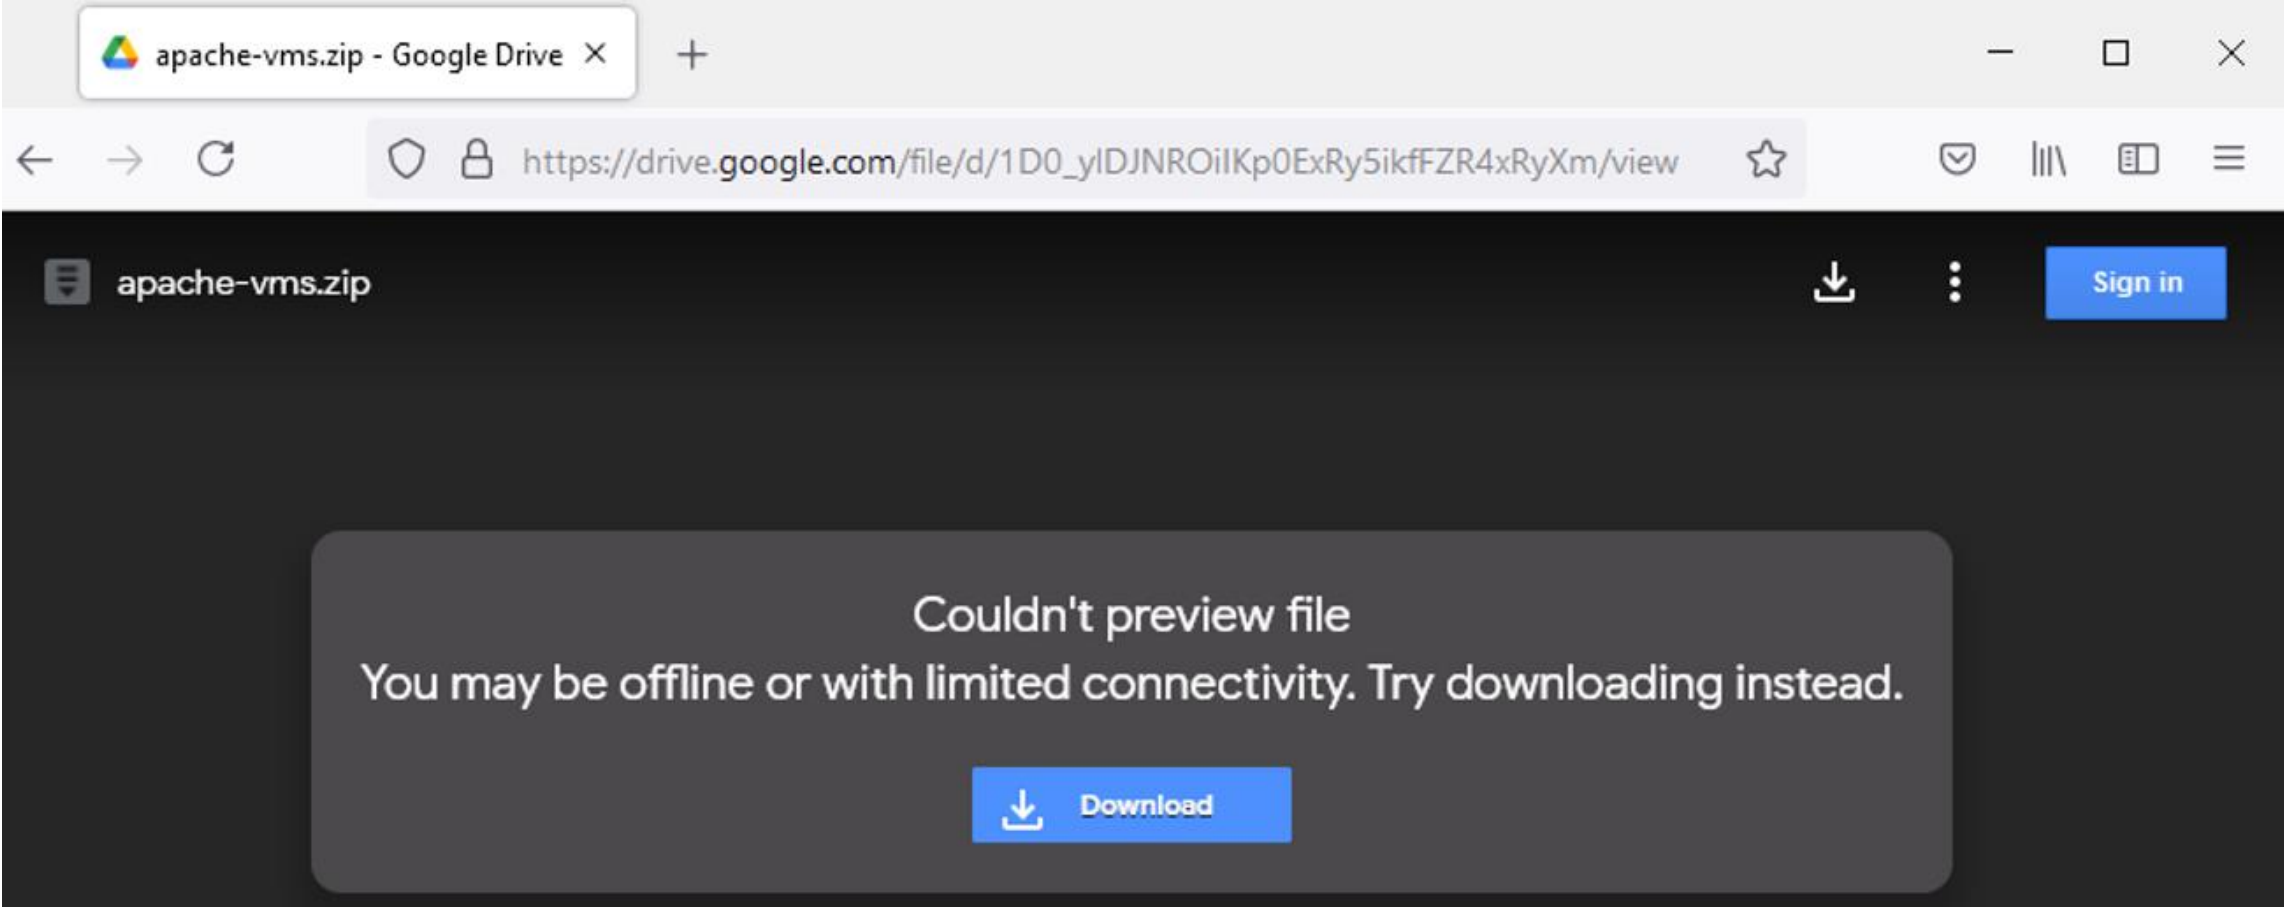 apache-vms.zip - Google Drive
https://drive.google.com/file/d/1D0_ylDJNROilKp0ExRy5ikfFZR4xRyXm/view
apache-vms.zip
Sign in
Couldn't preview file
You may be offline or with limited connectivity. Try downloading instead.
Download